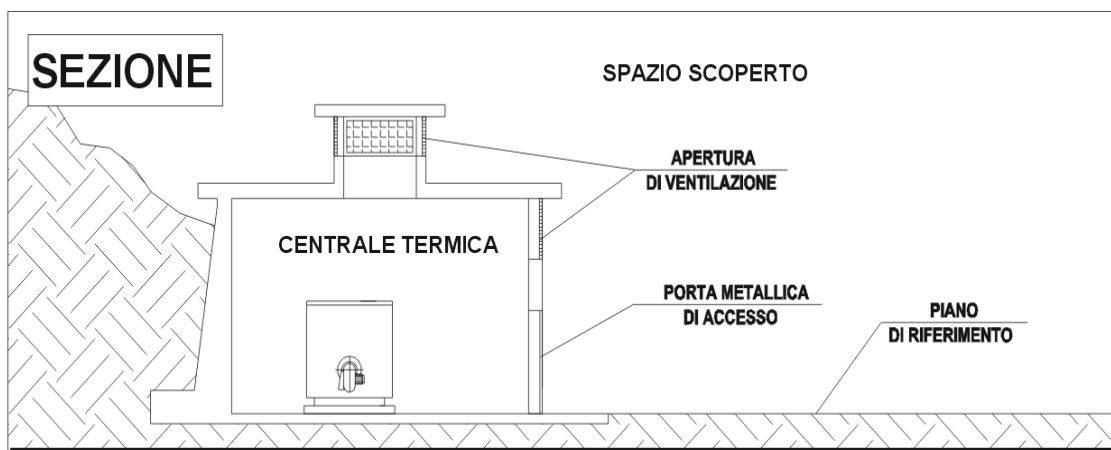 SEZIONE
SPAZIO SCOPERTO
APERTURA
DI VENTILAZIONE
CENTRALE TERMICA
PORTA METALLICA
DI ACCESSO
PIANO
DI RIFERIMENTO